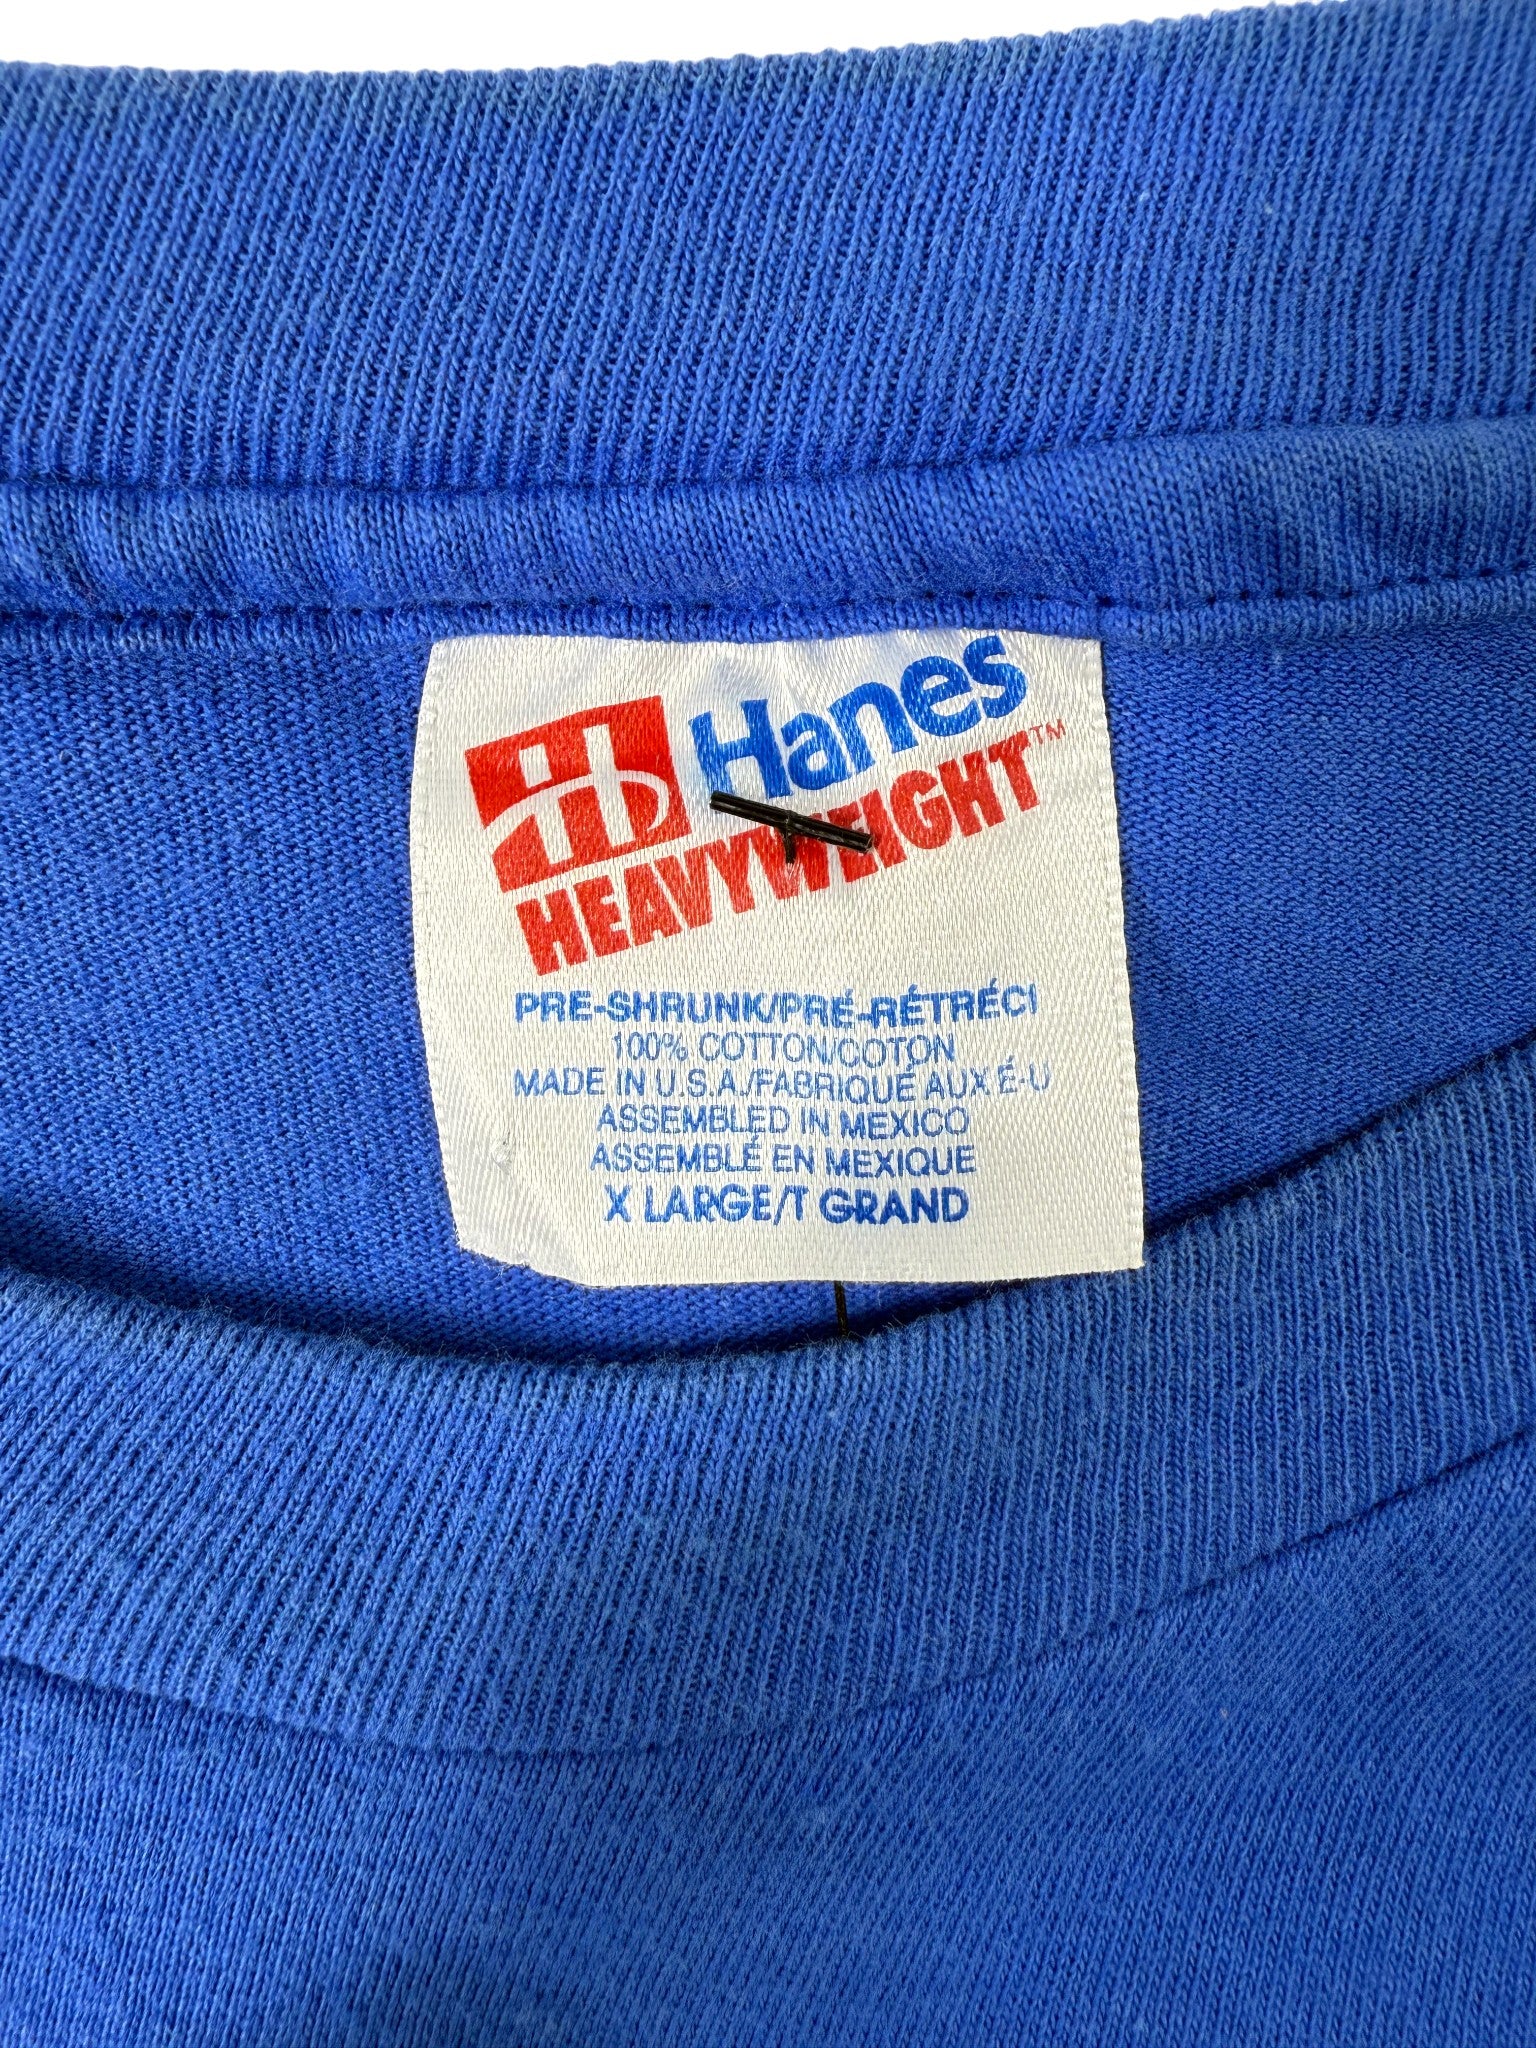 Hanes
HEAVYWEIGHT™
PRE-SHRUNK/PRÉ-RÉTRÉCI
100% COTTON/COTON
MADE IN U.S.A./FABRIQUÉ AUX É-U
ASSEMBLED IN MEXICO
ASSEMBLÉ EN MEXIQUE
X LARGE/T GRAND